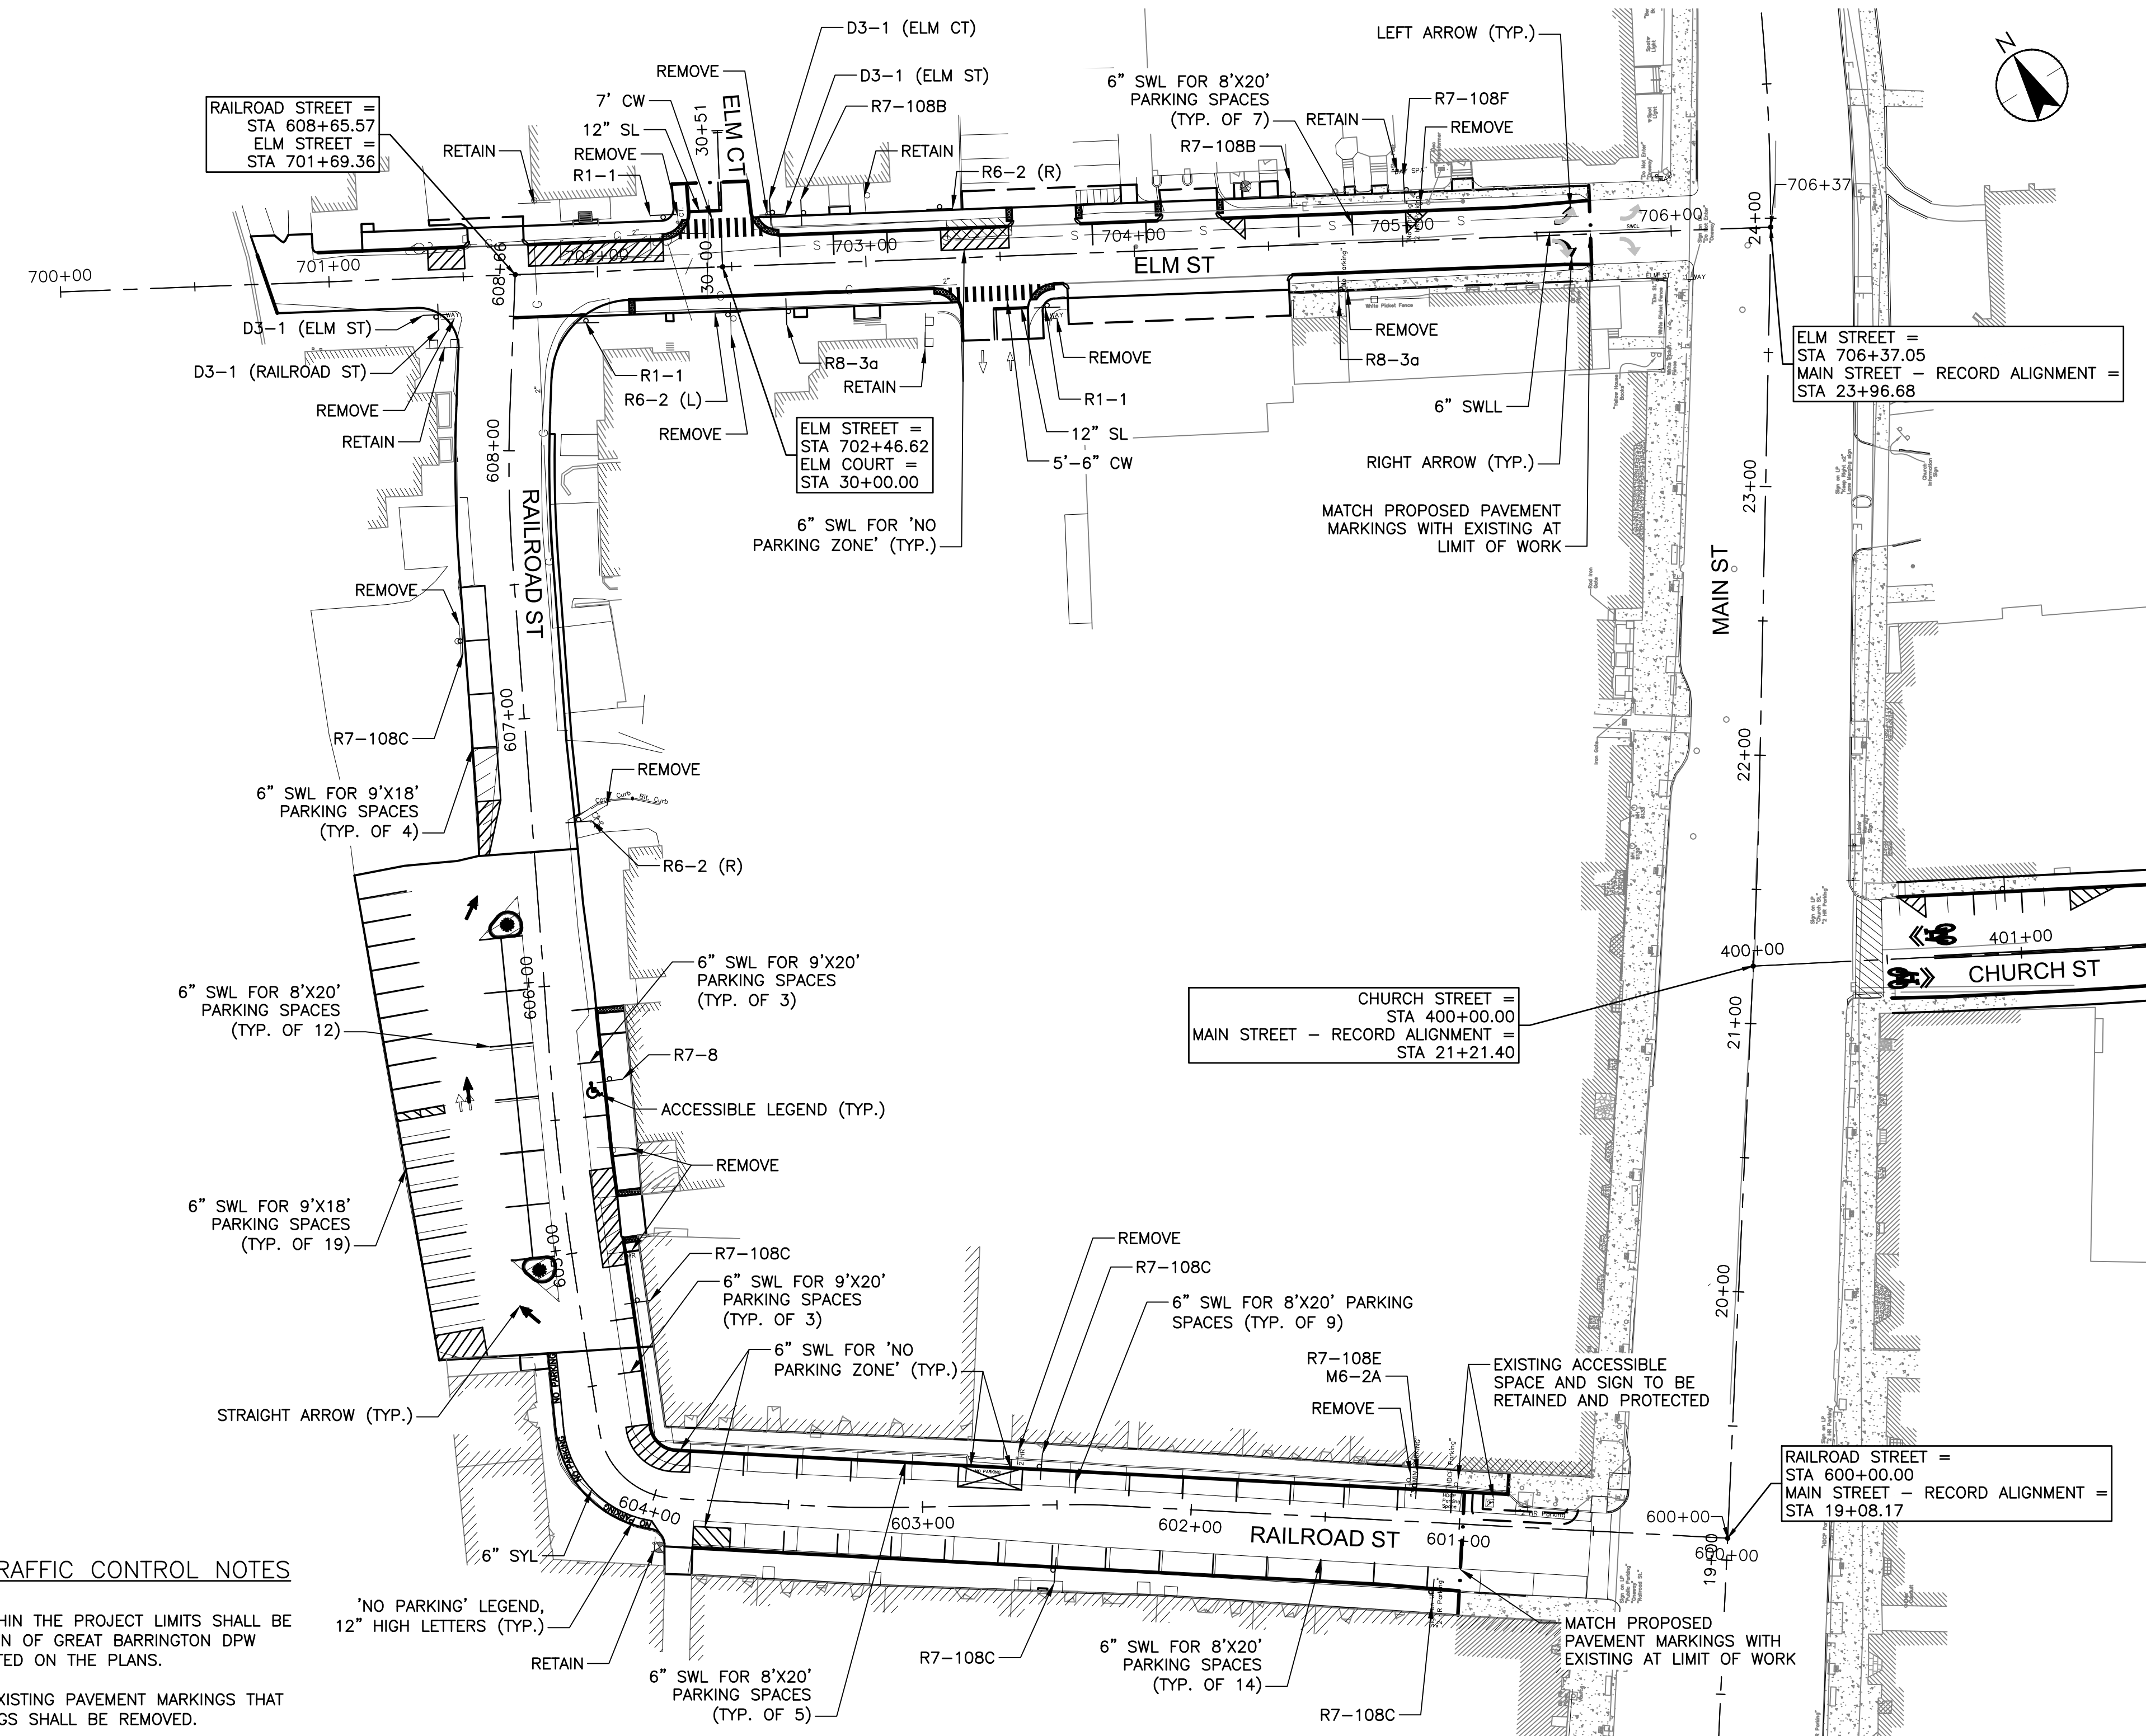 D3-1 (ELM CT)
LEFT ARROW (TYP.)
N
REMOVE
D3-1 (ELM ST)
6" SWL FOR 8'X20'
PARKING SPACES
(TYP. OF 7)
RAILROAD STREET =
STA 608+65.57
ELM STREET =
STA 701+69.36
7' CW
ELM CT
30+51
R7-108B
R7-108F
12" SL
RETAIN
REMOVE
RETAIN
REMOVE
RETAIN
R7-108B
R1-1
R6-2 (R)
706+37
24+00
700+00
701+00
702+00
703+00
704+00
705+00
706+00
608+66
30+00
ELM ST
D3-1 (ELM ST)
REMOVE
ELM STREET =
STA 706+37.05
MAIN STREET - RECORD ALIGNMENT =
STA 23+96.68
D3-1 (RAILROAD ST)
R1-1
R8-3a
REMOVE
R8-3a
REMOVE
R6-2 (L)
RETAIN
R1-1
6" SWLL
RETAIN
REMOVE
ELM STREET =
STA 702+46.62
ELM COURT =
STA 30+00.00
12" SL
5'-6" CW
RIGHT ARROW (TYP.)
608+00
RAILROAD ST
6" SWL FOR 'NO
PARKING ZONE' (TYP.)
MATCH PROPOSED PAVEMENT
MARKINGS WITH EXISTING AT
LIMIT OF WORK
23+00
MAIN ST
REMOVE
R7-108C
607+00
22+00
6" SWL FOR 9'X18'
PARKING SPACES
(TYP. OF 4)
REMOVE
Conc. Curb
Bit. Curb
R6-2 (R)
606+00
6" SWL FOR 9'X20'
PARKING SPACES
(TYP. OF 3)
400+00
401+00
CHURCH ST
6" SWL FOR 8'X20'
PARKING SPACES
(TYP. OF 12)
CHURCH STREET =
STA 400+00.00
MAIN STREET - RECORD ALIGNMENT =
STA 21+21.40
21+00
R7-8
ACCESSIBLE LEGEND (TYP.)
REMOVE
6" SWL FOR 9'X18'
PARKING SPACES
(TYP. OF 19)
605+00
R7-108C
6" SWL FOR 9'X20'
PARKING SPACES
(TYP. OF 3)
REMOVE
R7-108C
6" SWL FOR 8'X20' PARKING
SPACES (TYP. OF 9)
20+00
6" SWL FOR 'NO
PARKING ZONE' (TYP.)
R7-108E
M6-2A
REMOVE
EXISTING ACCESSIBLE
SPACE AND SIGN TO BE
RETAINED AND PROTECTED
STRAIGHT ARROW (TYP.)
NO PARKING
NO PARKING
NO PARKING
NO PARKING
604+00
603+00
602+00
RAILROAD ST
601+00
600+00
600+00
19+00
RAILROAD STREET =
STA 600+00.00
MAIN STREET - RECORD ALIGNMENT =
STA 19+08.17
6" SYL
'NO PARKING' LEGEND,
12" HIGH LETTERS (TYP.)
RETAIN
6" SWL FOR 8'X20'
PARKING SPACES
(TYP. OF 5)
R7-108C
6" SWL FOR 8'X20'
PARKING SPACES
(TYP. OF 14)
R7-108C
MATCH PROPOSED
PAVEMENT MARKINGS WITH
EXISTING AT LIMIT OF WORK
RAFFIC CONTROL NOTES
HIN THE PROJECT LIMITS SHALL BE
N OF GREAT BARRINGTON DPW
TED ON THE PLANS.
XISTING PAVEMENT MARKINGS THAT
GS SHALL BE REMOVED.